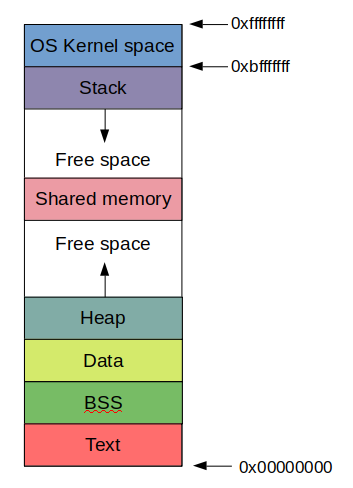 0xffffffff
OS Kernel space
0xbfffffff
Stack
Free space
Shared memory
Free space
Heap
Data
BSS
Text
0x00000000